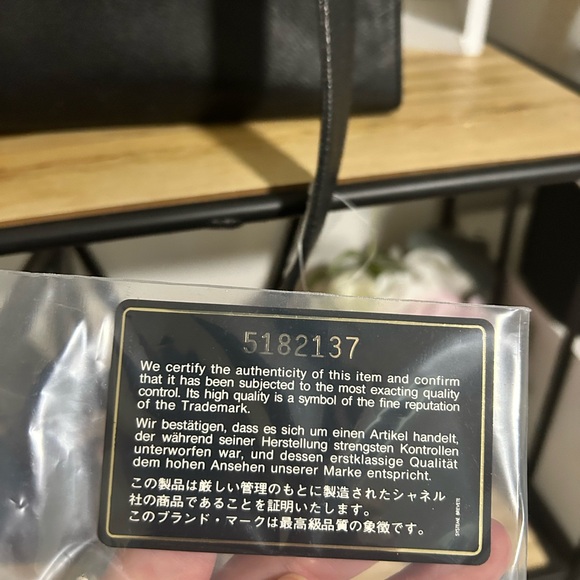 5182137
We certify the authenticity of this item and confirm
that it has been subjected to the most exacting quality
control. Its high quality is a symbol of the fine reputation
of the Trademark.
Wir bestätigen, dass es sich um einen Artikel handelt,
der während seiner Herstellung strengsten Kontrollen
unterworfen war, und dessen erstklassige Qualität
dem hohen Ansehen unserer Marke entspricht.
この製品は厳しい管理のもとに製造されたシャネル
社の商品であることを証明いたします。
このブランド・マークは最高級品質の象徴です。